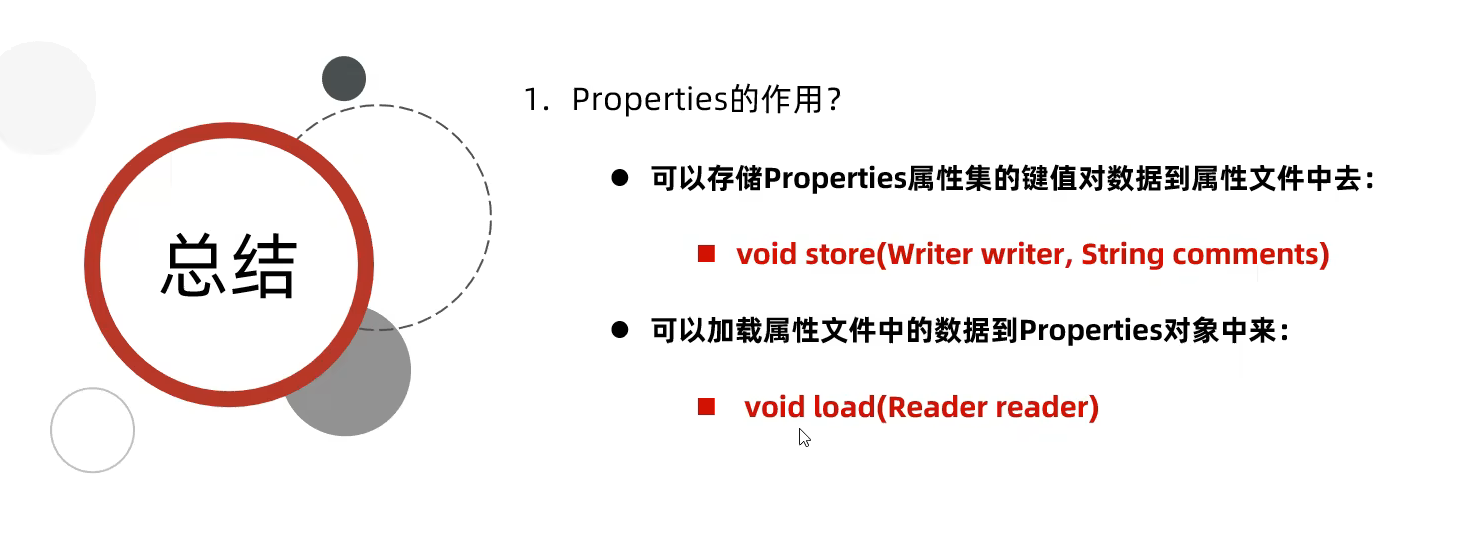 总结
1. Properties的作用?
● 可以存储Properties属性集的键值对数据到属性文件中去:
■ void store(Writer writer, String comments)
● 可以加载属性文件中的数据到Properties对象中来:
■ void load(Reader reader)